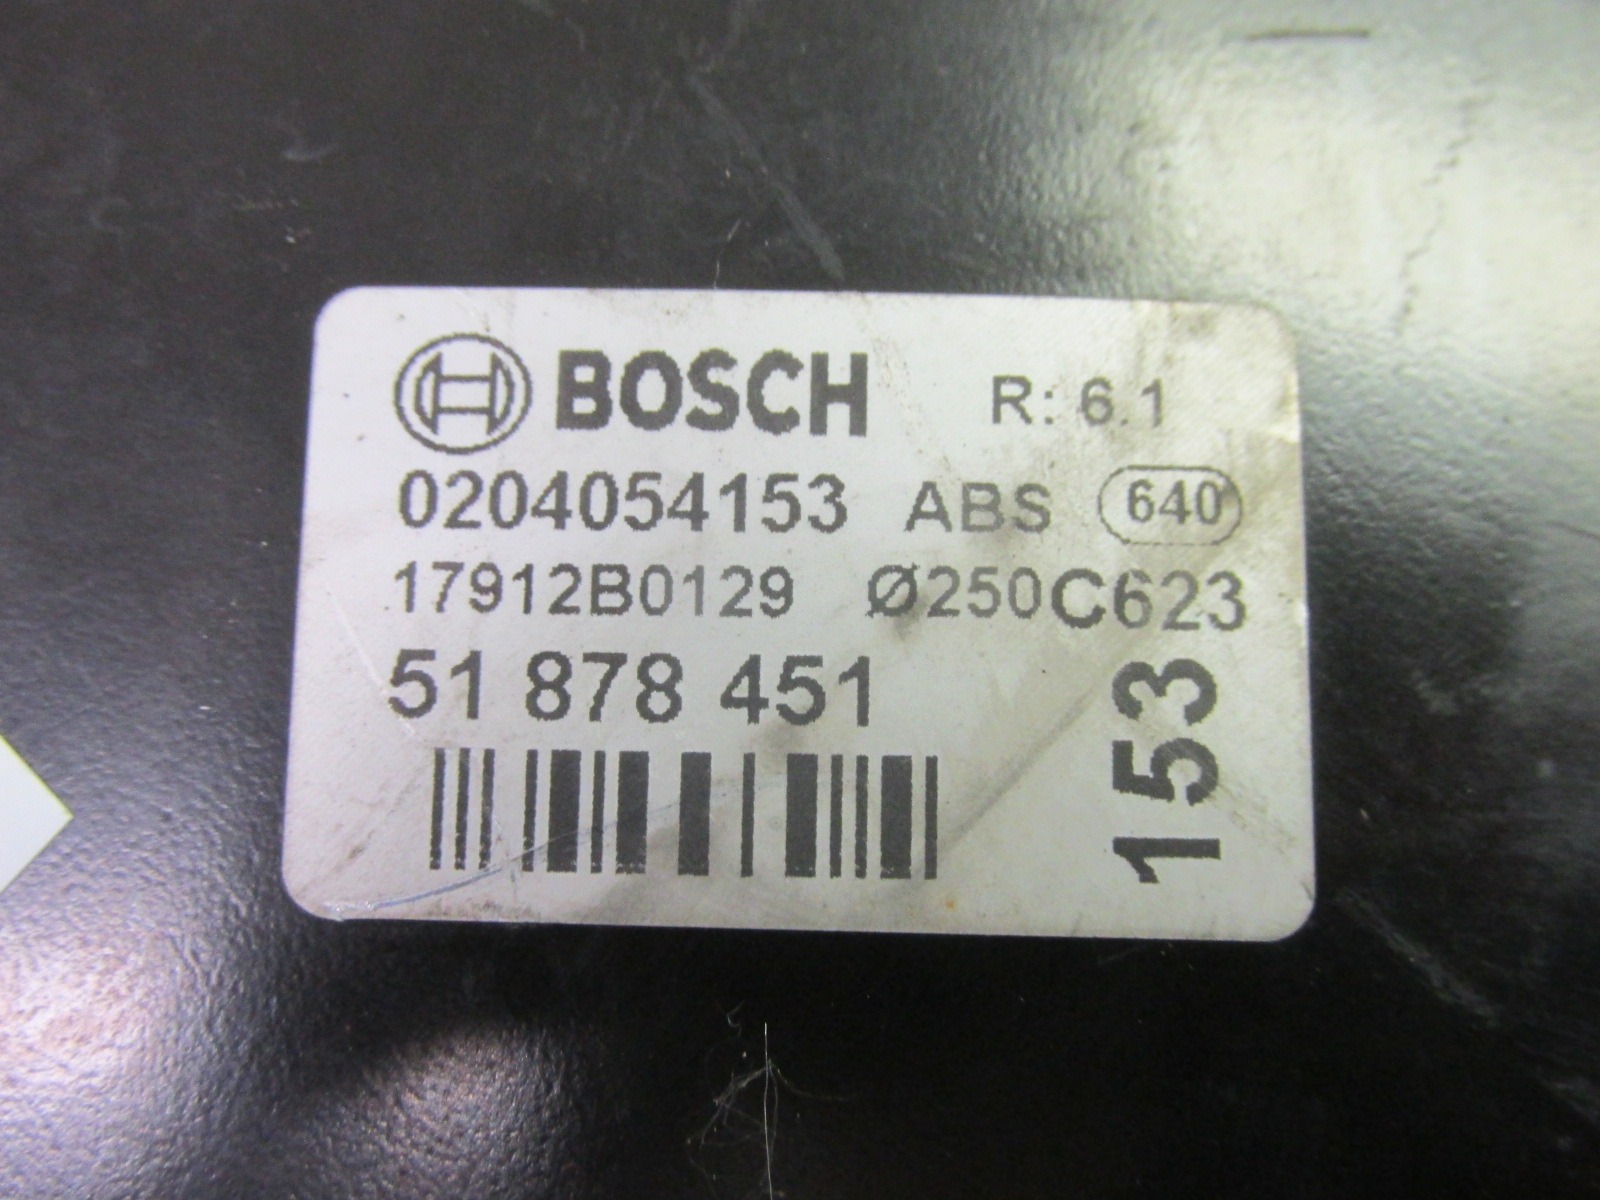 BOSCH R: 6.1
0204054153 ABS 640
17912B0129 Ø250C623
51 878 451
153